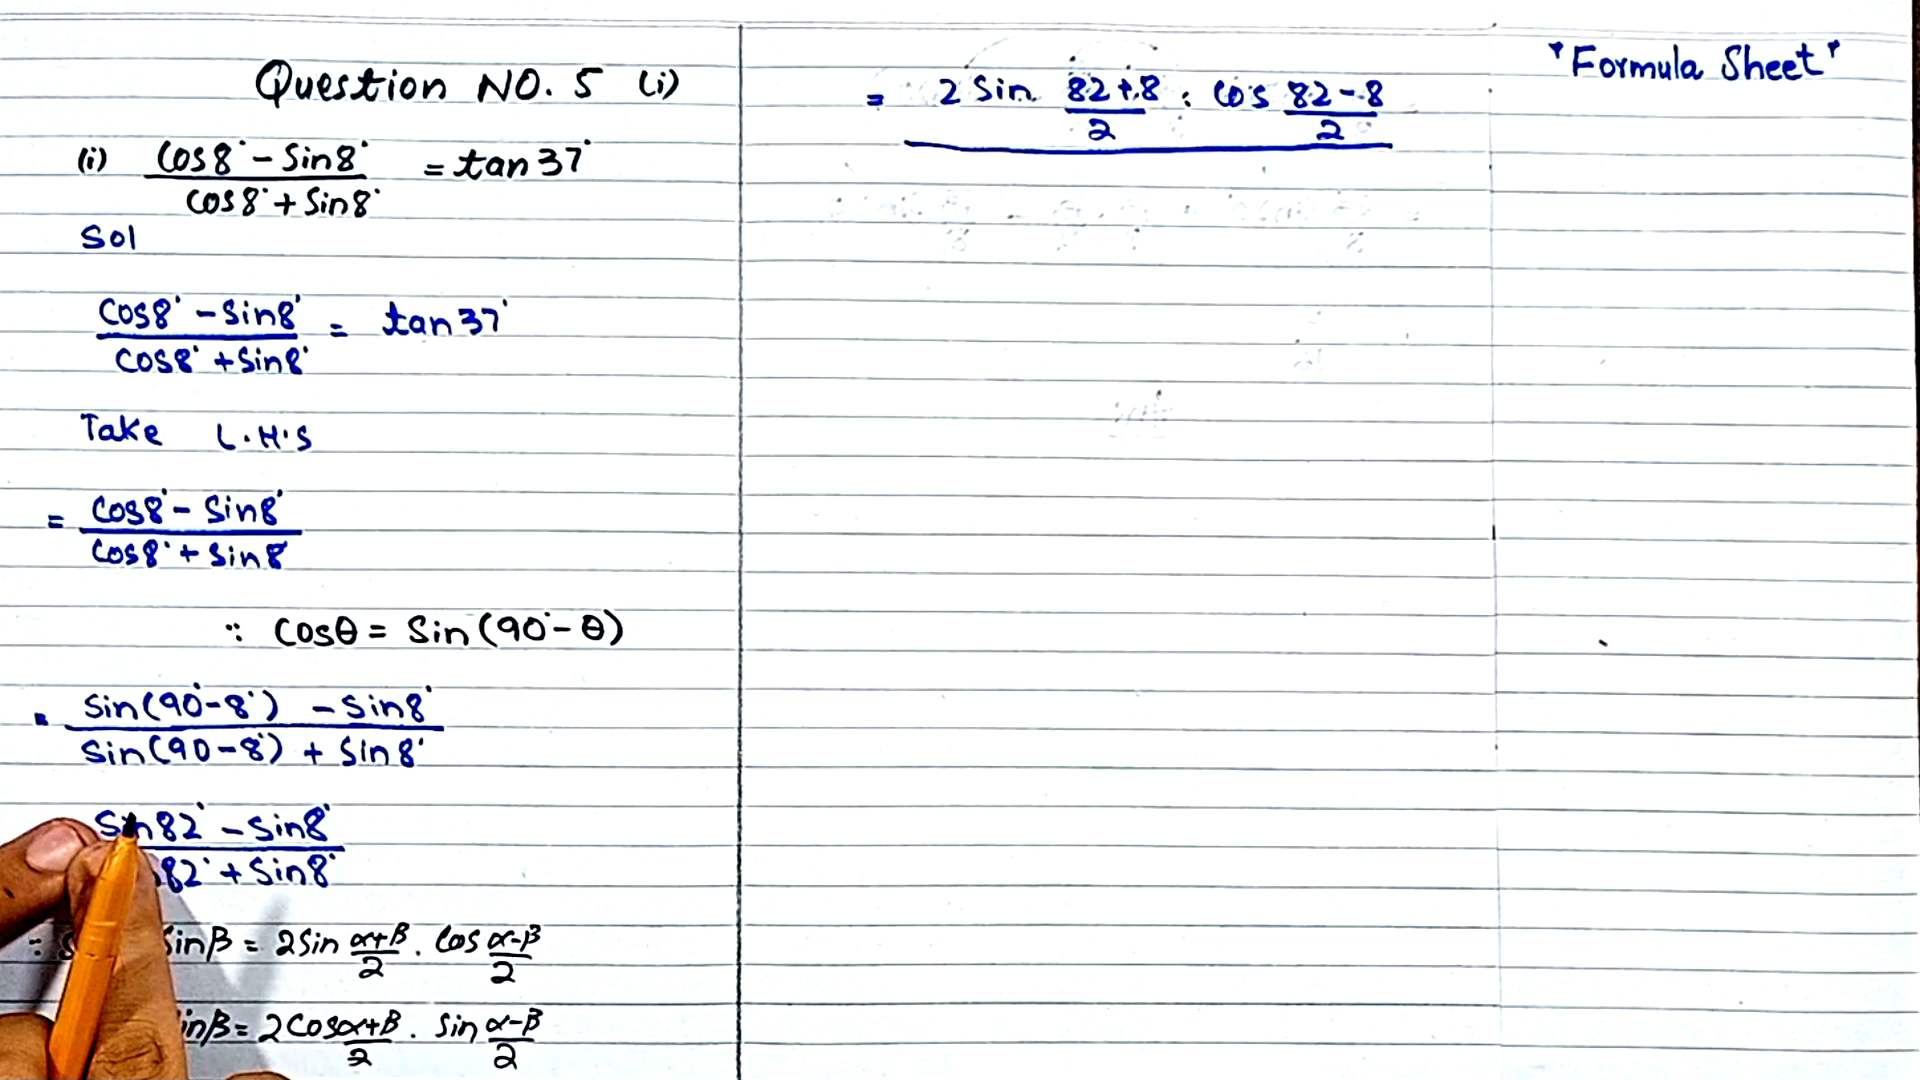 Question NO. 5 (i)
(i) Cos8° - Sin8° = tan37°
Cos8° + Sin8°
Sol
Cos8° - Sin8° = tan37°
Cos8° + Sin8°
Take L.H.S
= Cos8° - Sin8°
Cos8° + Sin8
∵ Cosθ = Sin(90° - θ)
= Sin(90° - 8°) - Sin8°
Sin(90 - 8°) + Sin8°
Sin82° - Sin8°
82° + Sin8°
Sinβ = 2Sin α+β/2 . Cos α-β/2
inβ = 2Cos α+β/2 . Sin α-β/2
= 2 Sin 82+8/2 . Cos 82-8/2
"Formula Sheet"